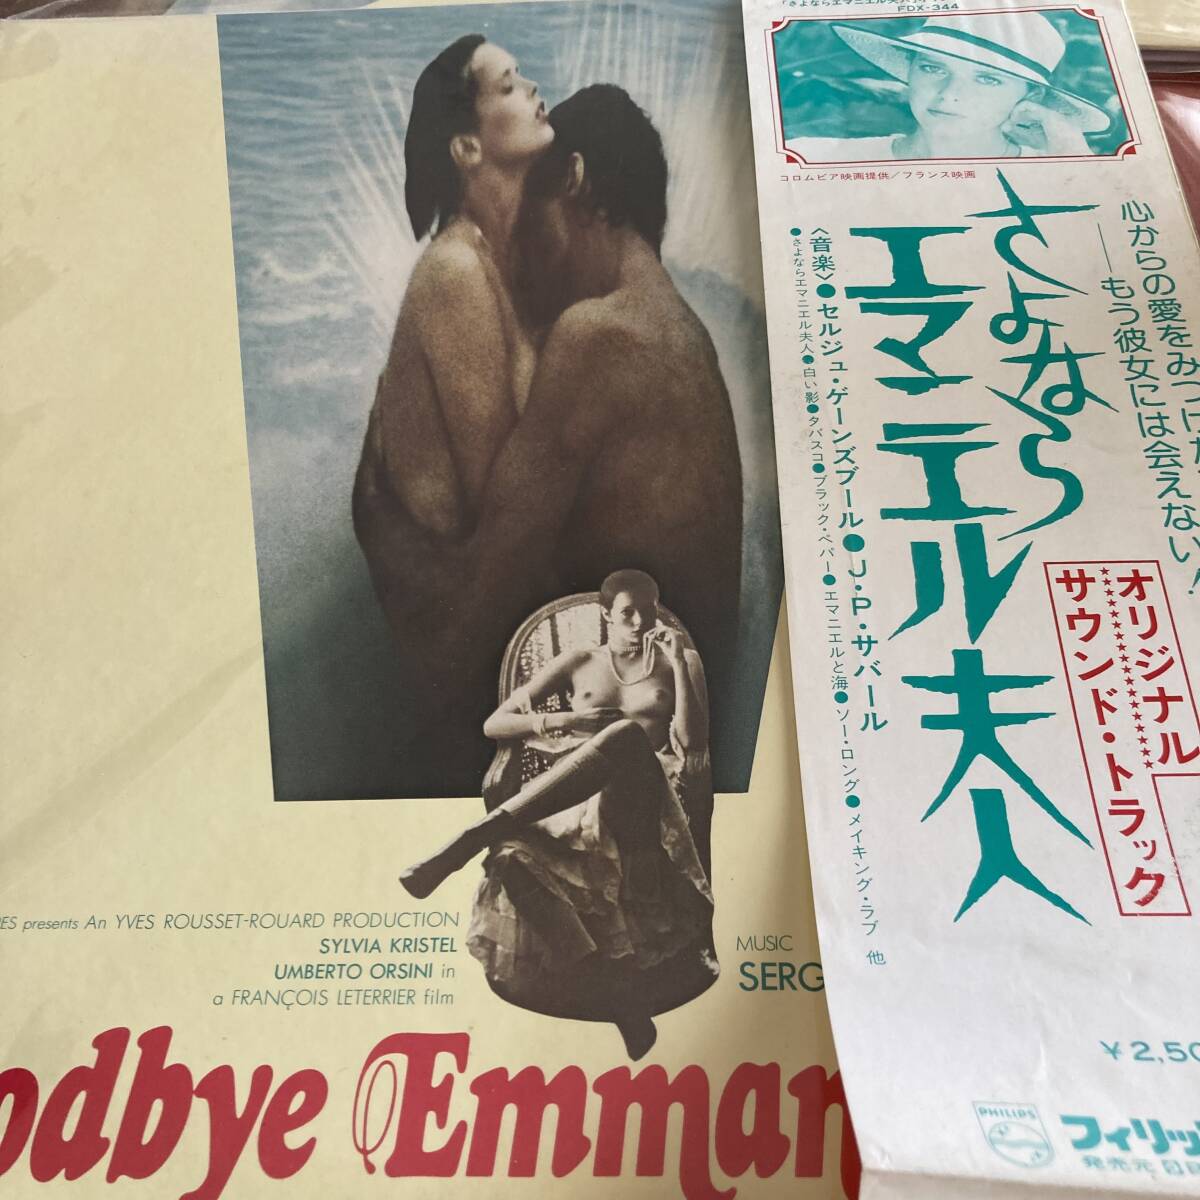 RES presents An YVES ROUSSET-ROUARD PRODUCTION
SYLVIA KRISTEL
UMBERTO ORSINI in
a FRANÇOIS LETERRIER film
MUSIC
SERG
odbye Emman
FDX-344
コロムビア映画提供/フランス映画
心からの愛をみつけた
——もう彼女には会えない!
さよなら
エマニエル夫人
オリジナル
サウンド・トラック
〈音楽〉●セルジュ・ゲーンズブール●J・P・サバール
●さよならエマニエル夫人●白い影●タバスコ●ブラック・ペパー●エマニエルと海●ソー・ロング●メイキング・ラブ 他
¥2,50
PHILIPS
フィリッ
発売元